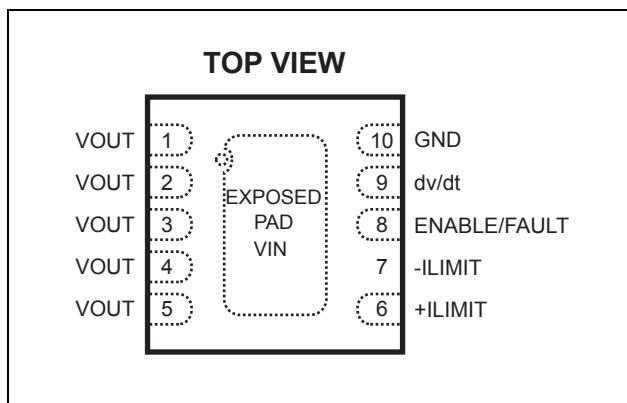 TOP VIEW
VOUT 1 10 GND
VOUT 2 9 dv/dt
VOUT 3 EXPOSED PAD VIN 8 ENABLE/FAULT
VOUT 4 7 -ILIMIT
VOUT 5 6 +ILIMIT